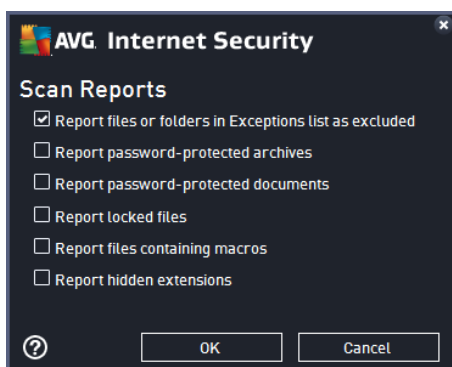 AVG. Internet Security
Scan Reports
Report files or folders in Exceptions list as excluded
Report password-protected archives
Report password-protected documents
Report locked files
Report files containing macros
Report hidden extensions
? OK Cancel